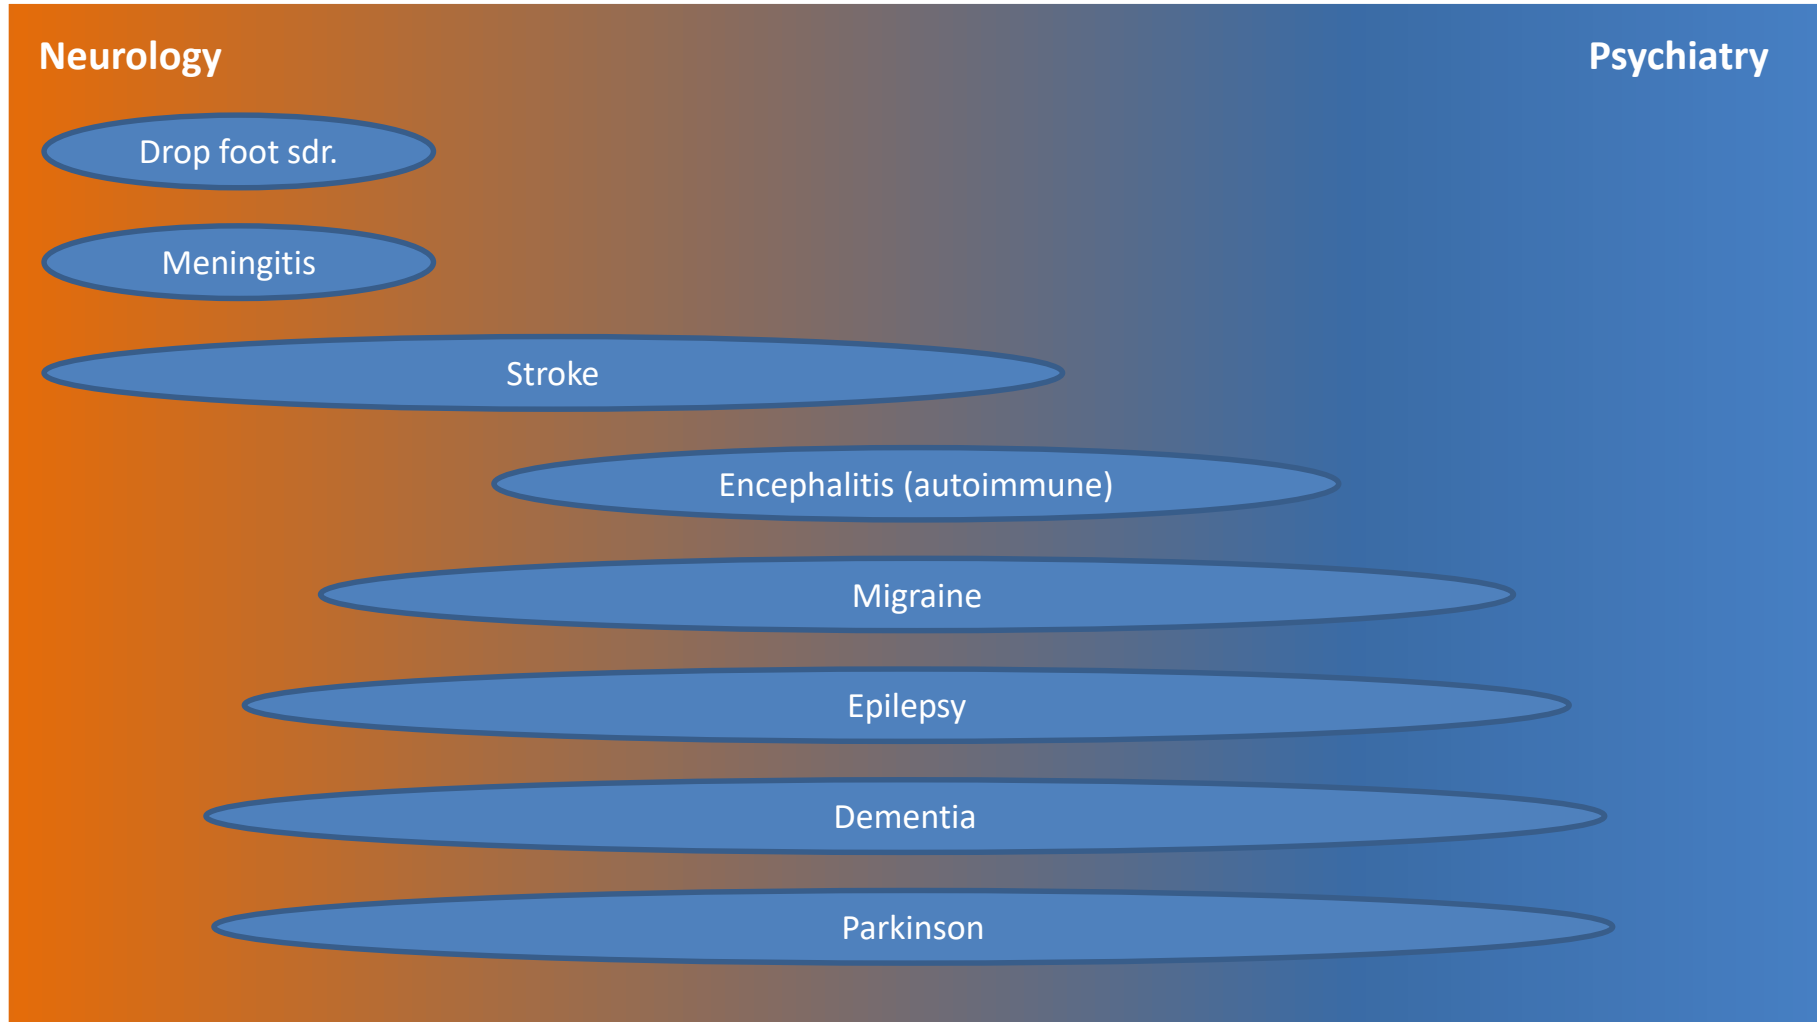 Neurology
Psychiatry
Drop foot sdr.
Meningitis
Stroke
Encephalitis (autoimmune)
Migraine
Epilepsy
Dementia
Parkinson